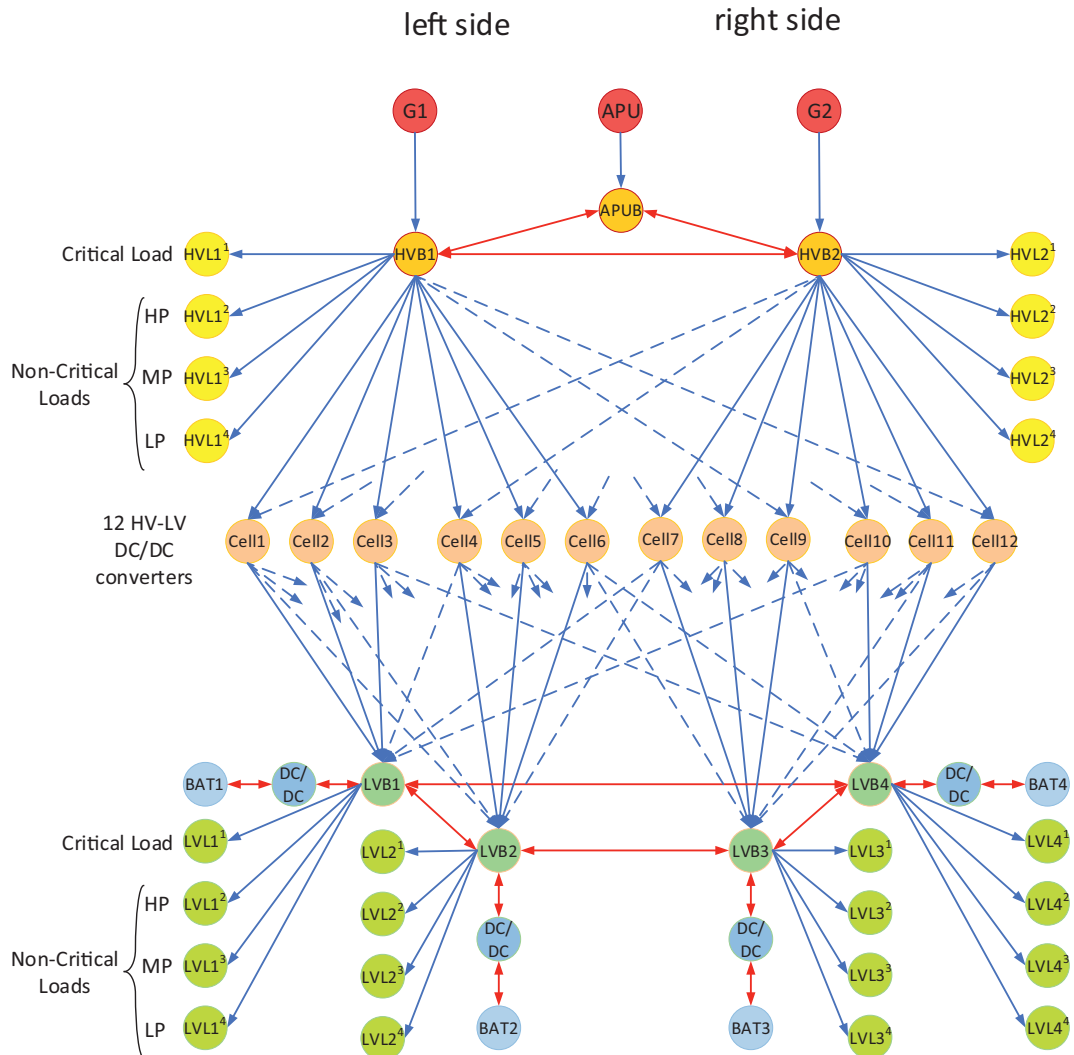 left side
right side
G1
APU
G2
APUB
Critical Load
HVL1¹
HVB1
HVB2
HVL2¹
HP
HVL1²
HVL2²
Non-Critical
Loads
MP
HVL1³
HVL2³
LP
HVL1⁴
HVL2⁴
12 HV-LV
DC/DC
converters
Cell1
Cell2
Cell3
Cell4
Cell5
Cell6
Cell7
Cell8
Cell9
Cell10
Cell11
Cell12
BAT1
DC/
DC
LVB1
LVB4
DC/
DC
BAT4
Critical Load
LVL1¹
LVL2¹
LVB2
LVB3
LVL3¹
LVL4¹
HP
LVL1²
LVL2²
LVL3²
LVL4²
DC/
DC
DC/
DC
Non-Critical
Loads
MP
LVL1³
LVL2³
LVL3³
LVL4³
LP
LVL1⁴
LVL2⁴
BAT2
BAT3
LVL3⁴
LVL4⁴